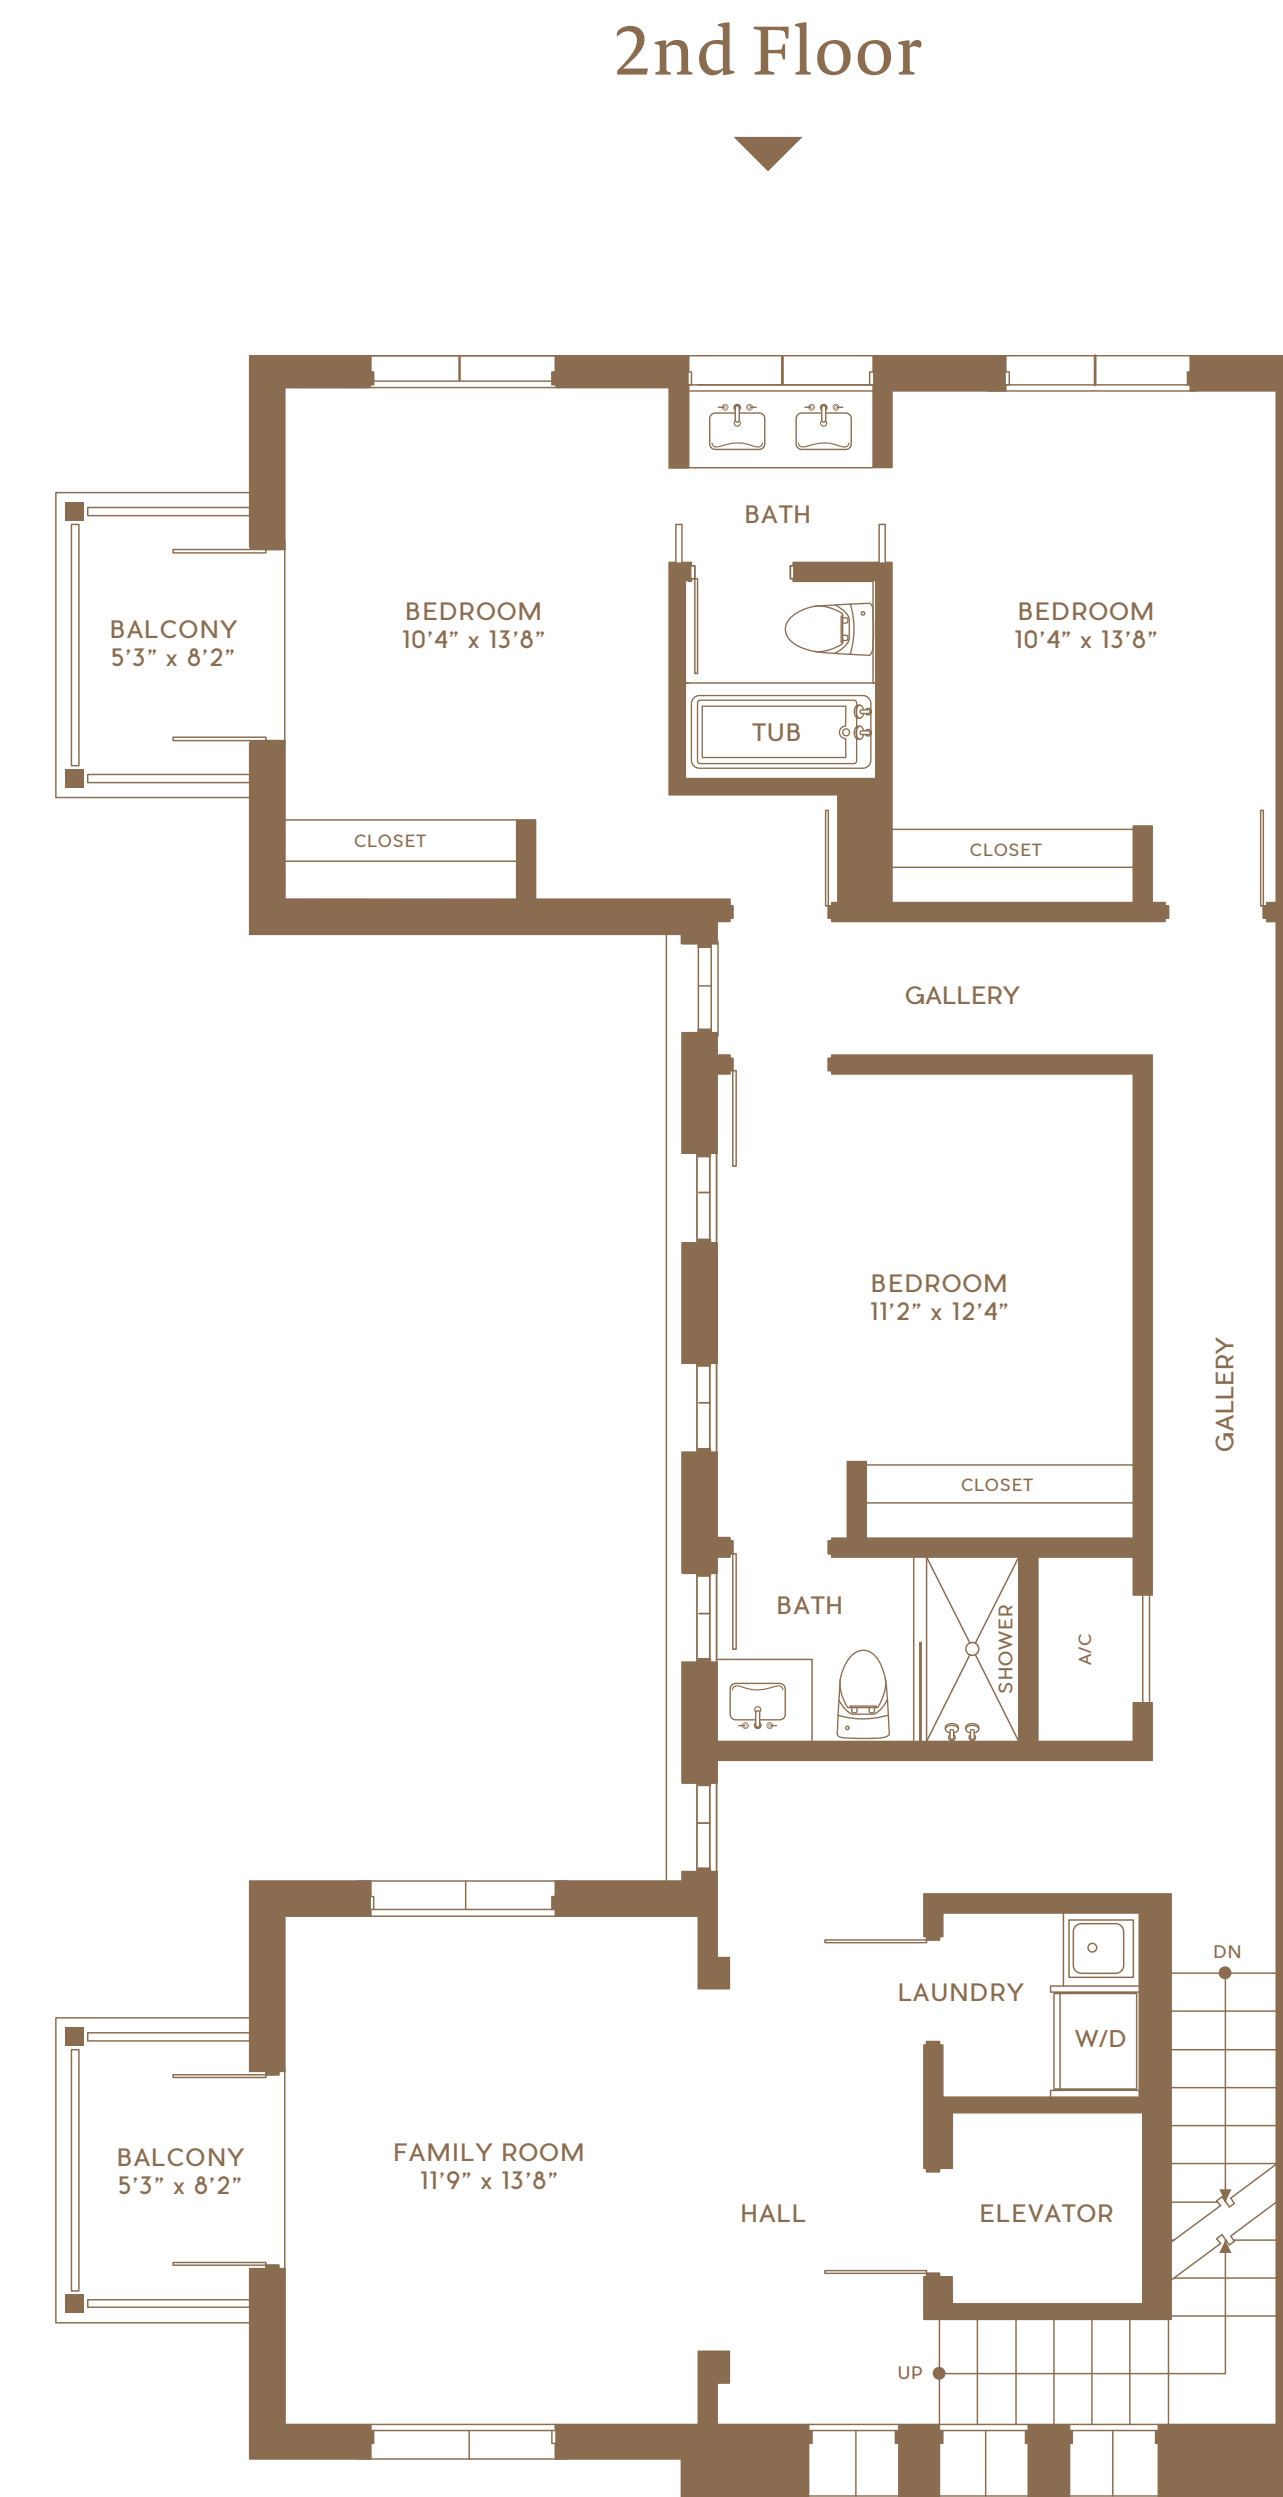 2nd Floor
BATH
BEDROOM
10'4" x 13'8"
BEDROOM
10'4" x 13'8"
BALCONY
5'3" x 8'2"
TUB
CLOSET
CLOSET
GALLERY
BEDROOM
11'2" x 12'4"
GALLERY
CLOSET
BATH
SHOWER
A/C
DN
LAUNDRY
W/D
FAMILY ROOM
11'9" x 13'8"
BALCONY
5'3" x 8'2"
HALL
ELEVATOR
UP